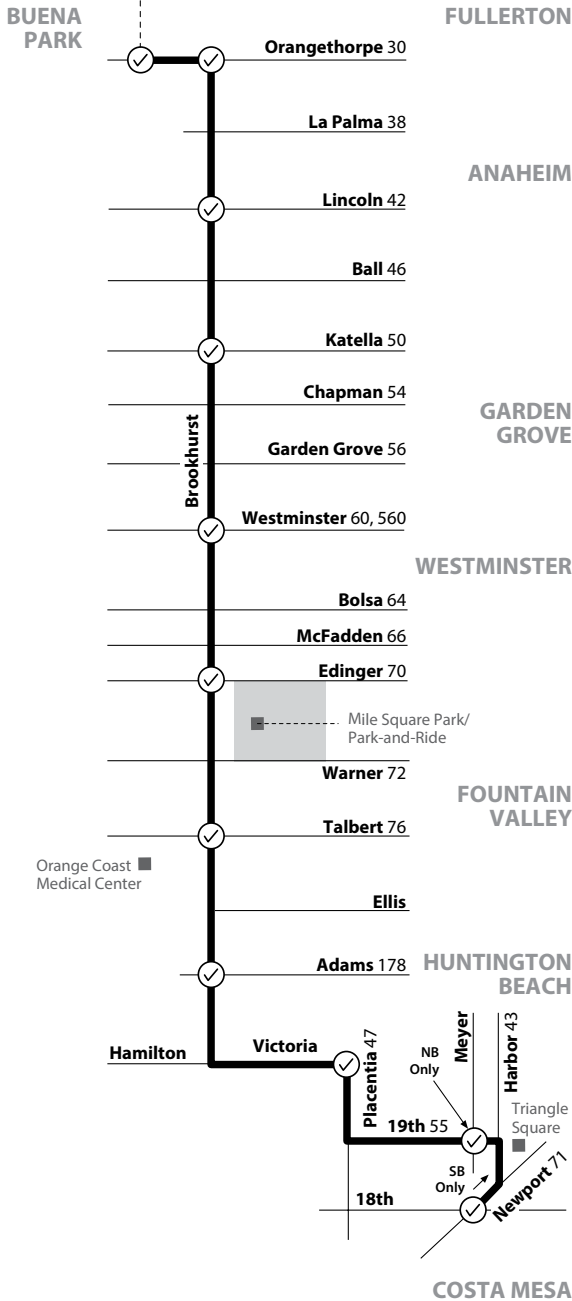 BUENA
PARK
FULLERTON
Orangethorpe 30
La Palma 38
ANAHEIM
Lincoln 42
Ball 46
Katella 50
Chapman 54
GARDEN
GROVE
Brookhurst
Garden Grove 56
Westminster 60, 560
WESTMINSTER
Bolsa 64
McFadden 66
Edinger 70
Mile Square Park/
Park-and-Ride
Warner 72
FOUNTAIN
VALLEY
Talbert 76
Orange Coast
Medical Center
Ellis
Adams 178
HUNTINGTON
BEACH
Hamilton
Victoria
Placentia 47
NB
Only
Meyer
Harbor 43
Triangle
Square
19th 55
SB
Only
Newport 71
18th
COSTA MESA